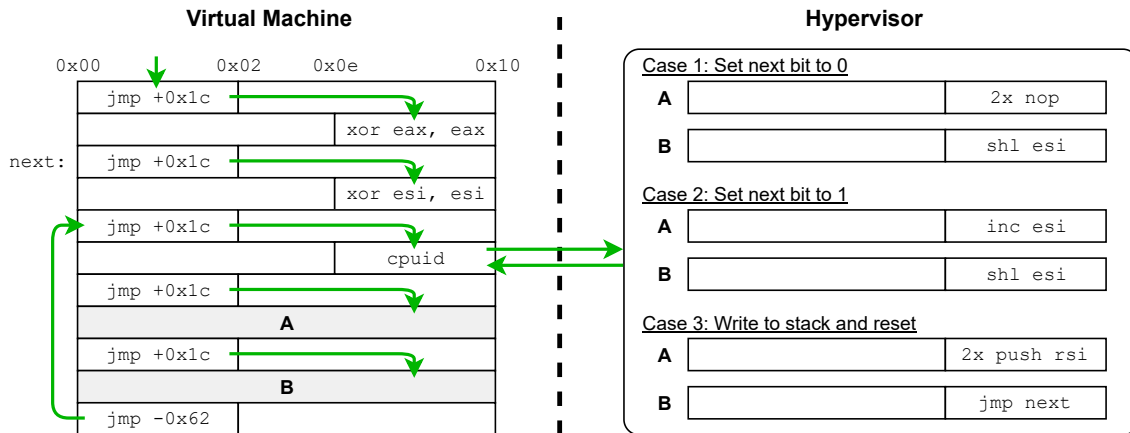 Virtual Machine
0x00 0x02 0x0e 0x10
jmp +0x1c
xor eax, eax
next: jmp +0x1c
xor esi, esi
jmp +0x1c
cpuid
jmp +0x1c
A
jmp +0x1c
B
jmp -0x62
Hypervisor
Case 1: Set next bit to 0
A 2x nop
B shl esi
Case 2: Set next bit to 1
A inc esi
B shl esi
Case 3: Write to stack and reset
A 2x push rsi
B jmp next